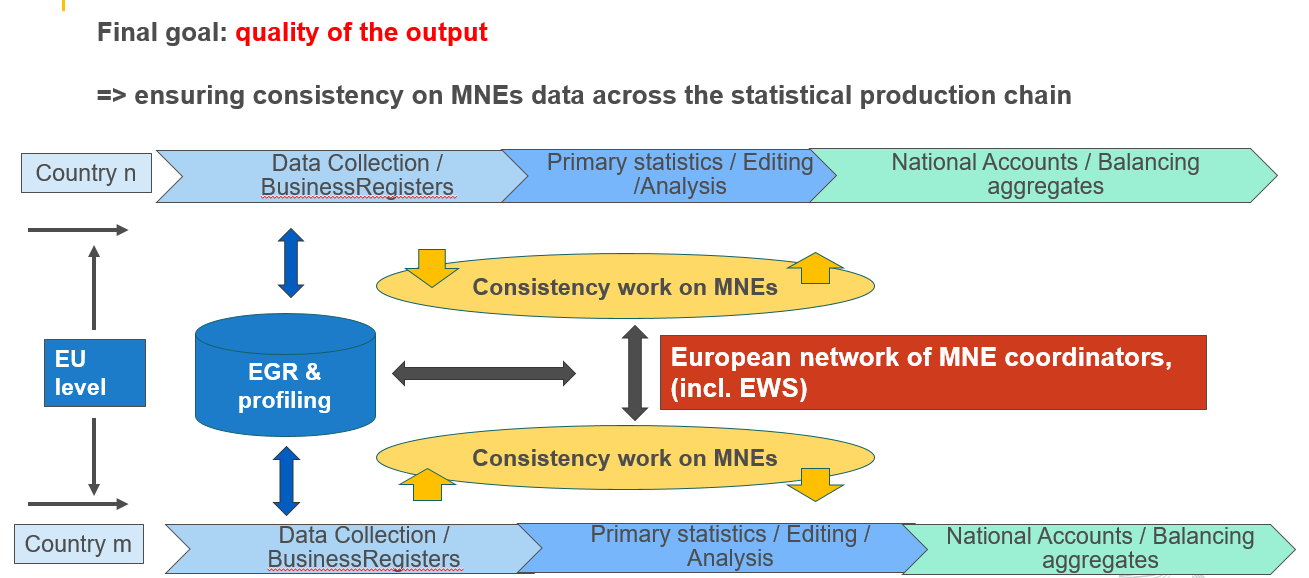 Final goal: quality of the output
=> ensuring consistency on MNEs data across the statistical production chain
Country n
Data Collection /
BusinessRegisters
Primary statistics / Editing
/Analysis
National Accounts / Balancing
aggregates
Consistency work on MNEs
EU
level
EGR &
profiling
European network of MNE coordinators,
(incl. EWS)
Consistency work on MNEs
Country m
Data Collection /
BusinessRegisters
Primary statistics / Editing /
Analysis
National Accounts / Balancing
aggregates